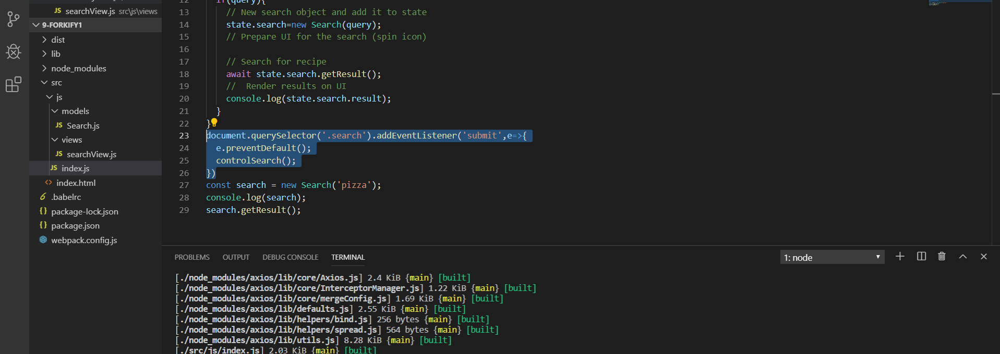 JS searchView.js src\js\views
9-FORKIFY1
dist
lib
node_modules
src
js
models
JS Search.js
views
JS searchView.js
JS index.js
<> index.html
.babelrc
{} package-lock.json
{} package.json
webpack.config.js
12 if(query){
13 // New search object and add it to state
14 state.search=new Search(query);
15 // Prepare UI for the search (spin icon)
16
17 // Search for recipe
18 await state.search.getResult();
19 //  Render results on UI
20 console.log(state.search.result);
21 }
22 }
23 document.querySelector('.search').addEventListener('submit',e=>{
24 e.preventDefault();
25 controlSearch();
26 })
27 const search = new Search('pizza');
28 console.log(search);
29 search.getResult();
PROBLEMS OUTPUT DEBUG CONSOLE TERMINAL 1: node
[./node_modules/axios/lib/core/Axios.js] 2.4 KiB {main} [built]
[./node_modules/axios/lib/core/InterceptorManager.js] 1.22 KiB {main} [built]
[./node_modules/axios/lib/core/mergeConfig.js] 1.69 KiB {main} [built]
[./node_modules/axios/lib/defaults.js] 2.55 KiB {main} [built]
[./node_modules/axios/lib/helpers/bind.js] 256 bytes {main} [built]
[./node_modules/axios/lib/helpers/spread.js] 564 bytes {main} [built]
[./node_modules/axios/lib/utils.js] 8.28 KiB {main} [built]
[./src/js/index.js] 2.03 KiB {main} [built]